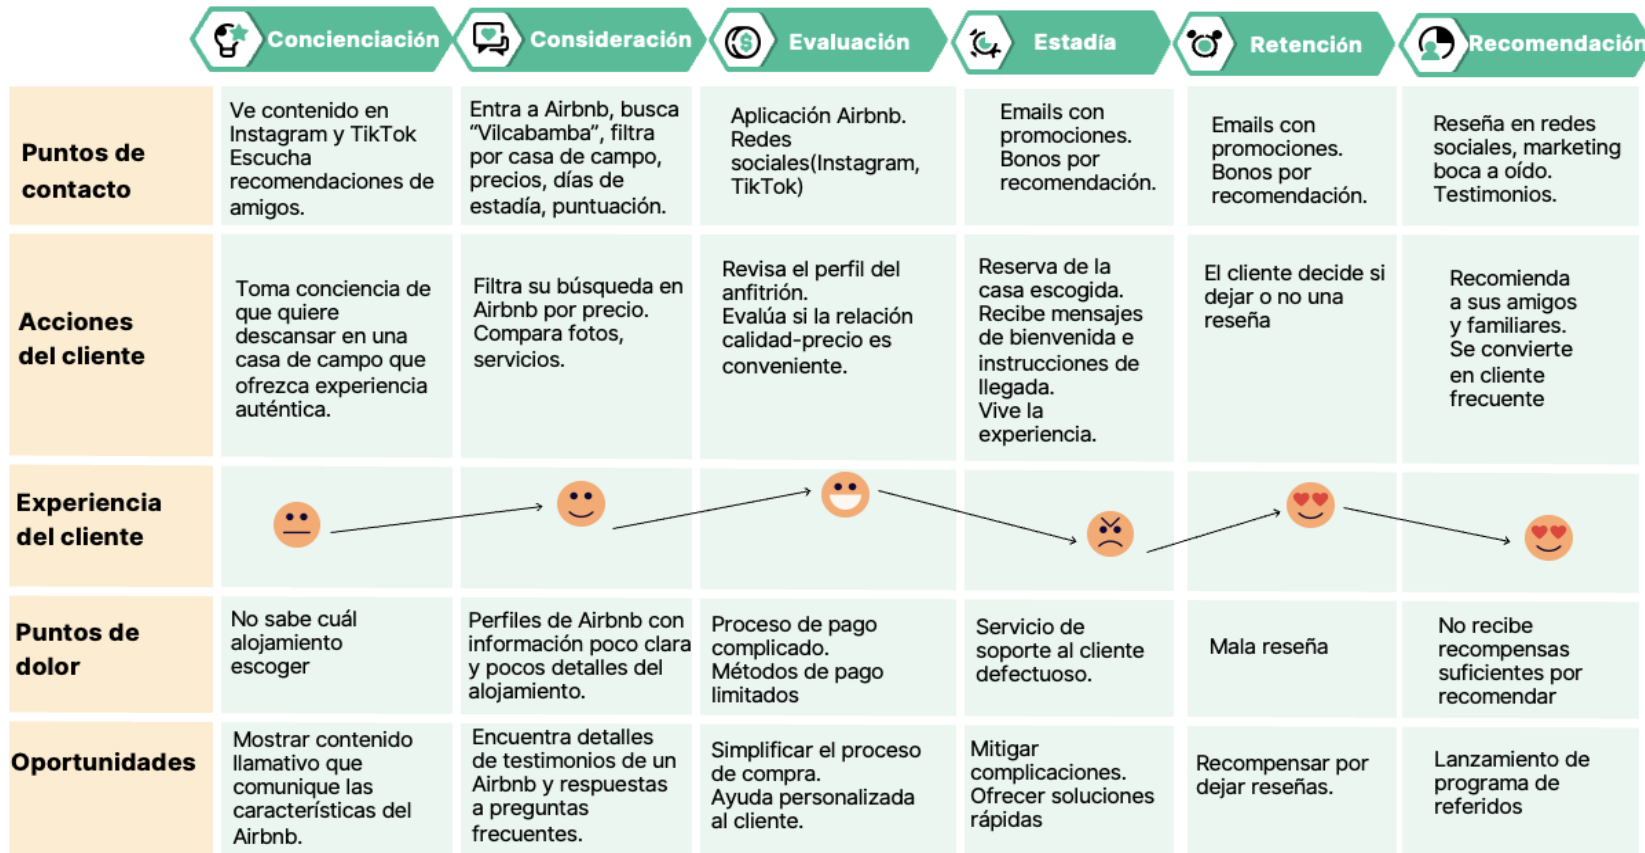 Concienciación
Consideración
Evaluación
Estadía
Retención
Recomendación
Puntos de
contacto
Ve contenido en
Instagram y TikTok
Escucha
recomendaciones de
amigos.
Entra a Airbnb, busca
“Vilcabamba”, filtra
por casa de campo,
precios, días de
estadía, puntuación.
Aplicación Airbnb.
Redes
sociales(Instagram,
TikTok)
Emails con
promociones.
Bonos por
recomendación.
Emails con
promociones.
Bonos por
recomendación.
Reseña en redes
sociales, marketing
boca a oído.
Testimonios.
Acciones
del cliente
Toma conciencia de
que quiere
descansar en una
casa de campo que
ofrezca experiencia
auténtica.
Filtra su búsqueda en
Airbnb por precio.
Compara fotos,
servicios.
Revisa el perfil del
anfitrión.
Evalúa si la relación
calidad-precio es
conveniente.
Reserva de la
casa escogida.
Recibe mensajes
de bienvenida e
instrucciones de
llegada.
Vive la
experiencia.
El cliente decide si
dejar o no una
reseña
Recomienda
a sus amigos
y familiares.
Se convierte
en cliente
frecuente
Experiencia
del cliente
Puntos de
dolor
No sabe cuál
alojamiento
escoger
Perfiles de Airbnb con
información poco clara
y pocos detalles del
alojamiento.
Proceso de pago
complicado.
Métodos de pago
limitados
Servicio de
soporte al cliente
defectuoso.
Mala reseña
No recibe
recompensas
suficientes por
recomendar
Oportunidades
Mostrar contenido
llamativo que
comunique las
características del
Airbnb.
Encuentra detalles
de testimonios de un
Airbnb y respuestas
a preguntas
frecuentes.
Simplificar el proceso
de compra.
Ayuda personalizada
al cliente.
Mitigar
complicaciones.
Ofrecer soluciones
rápidas
Recompensar por
dejar reseñas.
Lanzamiento de
programa de
referidos